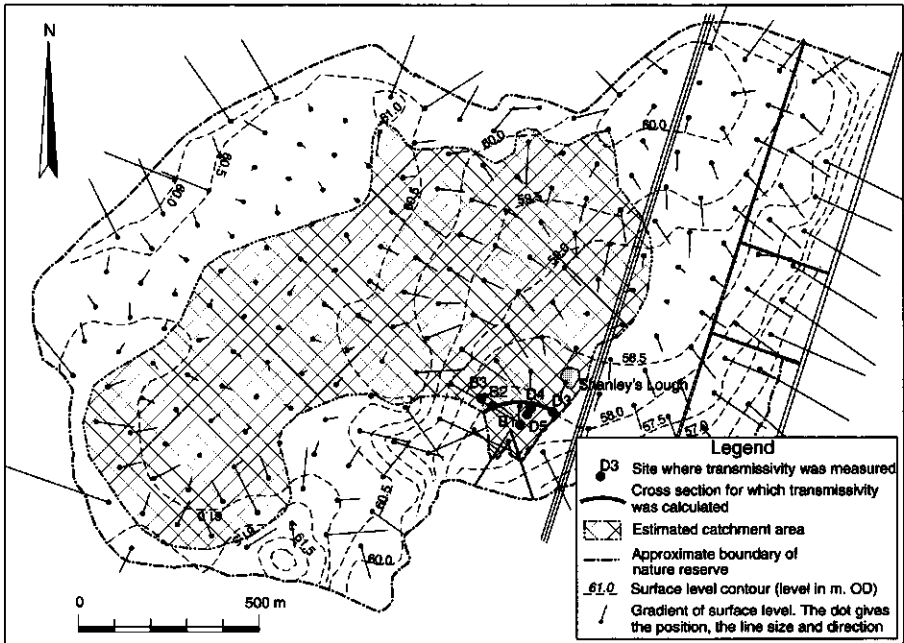 N
61.0
60.0
60.0
60.5
60.0
60.5
59.5
59.0
58.5
Shanley's Lough
B3
B2
D4
D3
B1
D5
58.0
57.5
57.0
61.0
61.5
61.5
60.5
60.0
0
500 m
Legend
D3 Site where transmissivity was measured
Cross section for which transmissivity
was calculated
Estimated catchment area
Approximate boundary of
nature reserve
61.0 Surface level contour (level in m. OD)
Gradient of surface level. The dot gives
the position, the line size and direction